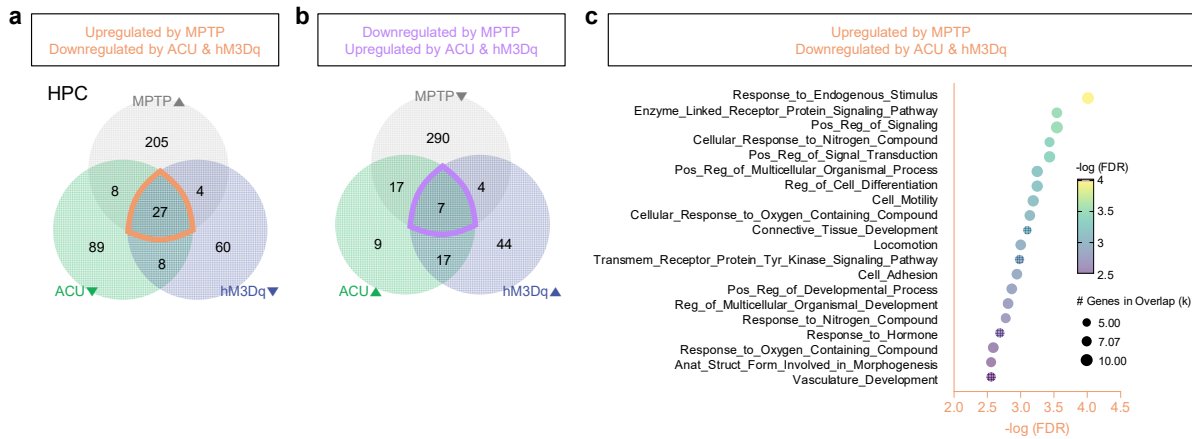 a
Upregulated by MPTP
Downregulated by ACU & hM3Dq
HPC
MPTP▲
205
8
4
27
89
60
8
ACU▼
hM3Dq▼
b
Downregulated by MPTP
Upregulated by ACU & hM3Dq
MPTP▼
290
17
4
7
9
44
17
ACU▲
hM3Dq▲
c
Upregulated by MPTP
Downregulated by ACU & hM3Dq
Response_to_Endogenous_Stimulus
Enzyme_Linked_Receptor_Protein_Signaling_Pathway
Pos_Reg_of_Signaling
Cellular_Response_to_Nitrogen_Compound
Pos_Reg_of_Signal_Transduction
Pos_Reg_of_Multicellular_Organismal_Process
Reg_of_Cell_Differentiation
Cell_Motility
Cellular_Response_to_Oxygen_Containing_Compound
Connective_Tissue_Development
Locomotion
Transmem_Receptor_Protein_Tyr_Kinase_Signaling_Pathway
Cell_Adhesion
Pos_Reg_of_Developmental_Process
Reg_of_Multicellular_Organismal_Development
Response_to_Nitrogen_Compound
Response_to_Hormone
Response_to_Oxygen_Containing_Compound
Anat_Struct_Form_Involved_in_Morphogenesis
Vasculature_Development
2.0 2.5 3.0 3.5 4.0 4.5
-log (FDR)
-log (FDR)
4
3.5
3
2.5
# Genes in Overlap (k)
5.00
7.07
10.00